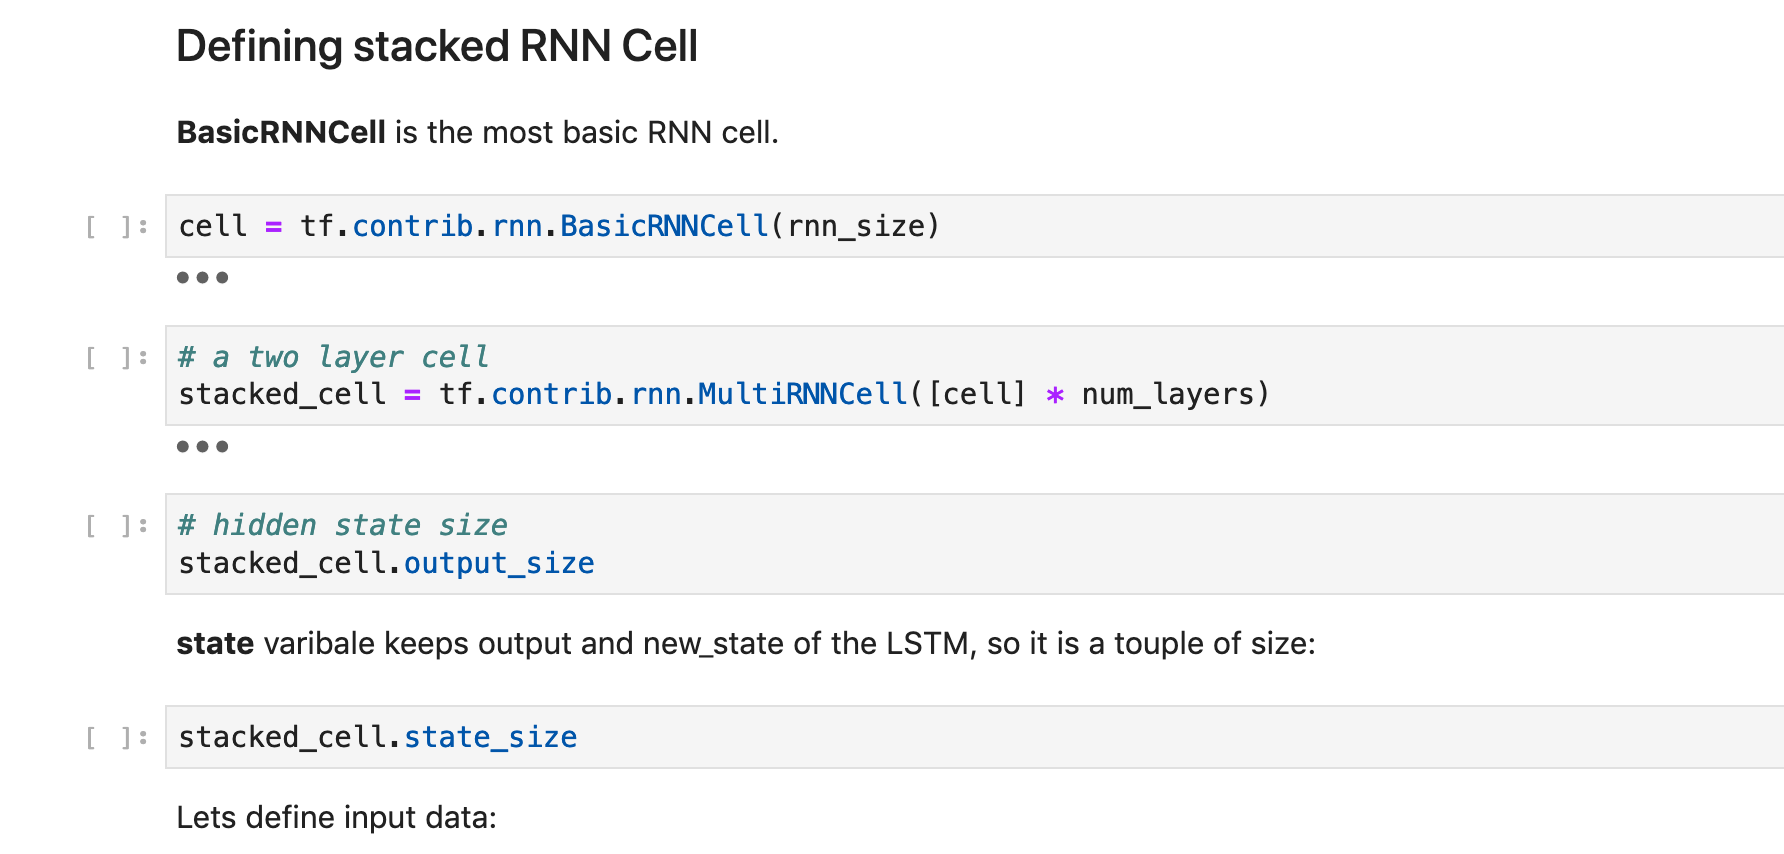 Defining stacked RNN Cell
BasicRNNCell is the most basic RNN cell.
[ ]: cell = tf.contrib.rnn.BasicRNNCell(rnn_size)
•••
[ ]: # a two layer cell
stacked_cell = tf.contrib.rnn.MultiRNNCell([cell] * num_layers)
•••
[ ]: # hidden state size
stacked_cell.output_size
state varibale keeps output and new_state of the LSTM, so it is a touple of size:
[ ]: stacked_cell.state_size
Lets define input data: